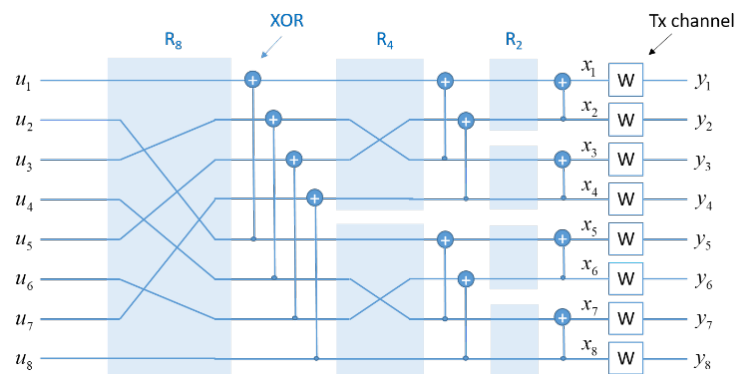 XOR
Tx channel
R₈
R₄
R₂
u₁ x₁ W y₁
u₂ x₂ W y₂
u₃ x₃ W y₃
u₄ x₄ W y₄
u₅ x₅ W y₅
u₆ x₆ W y₆
u₇ x₇ W y₇
u₈ x₈ W y₈